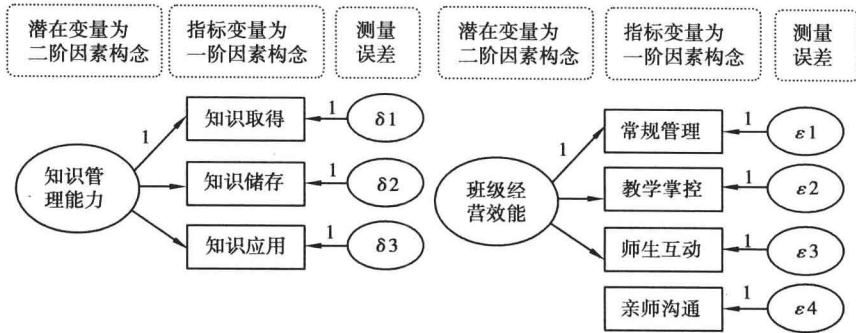 潜在变量为
二阶因素构念
指标变量为
一阶因素构念
测量
误差
潜在变量为
二阶因素构念
指标变量为
一阶因素构念
测量
误差
知识管
理能力
1
知识取得
1
δ1
知识储存
1
δ2
知识应用
1
δ3
班级经
营效能
1
常规管理
1
ε1
教学掌控
1
ε2
师生互动
1
ε3
亲师沟通
1
ε4